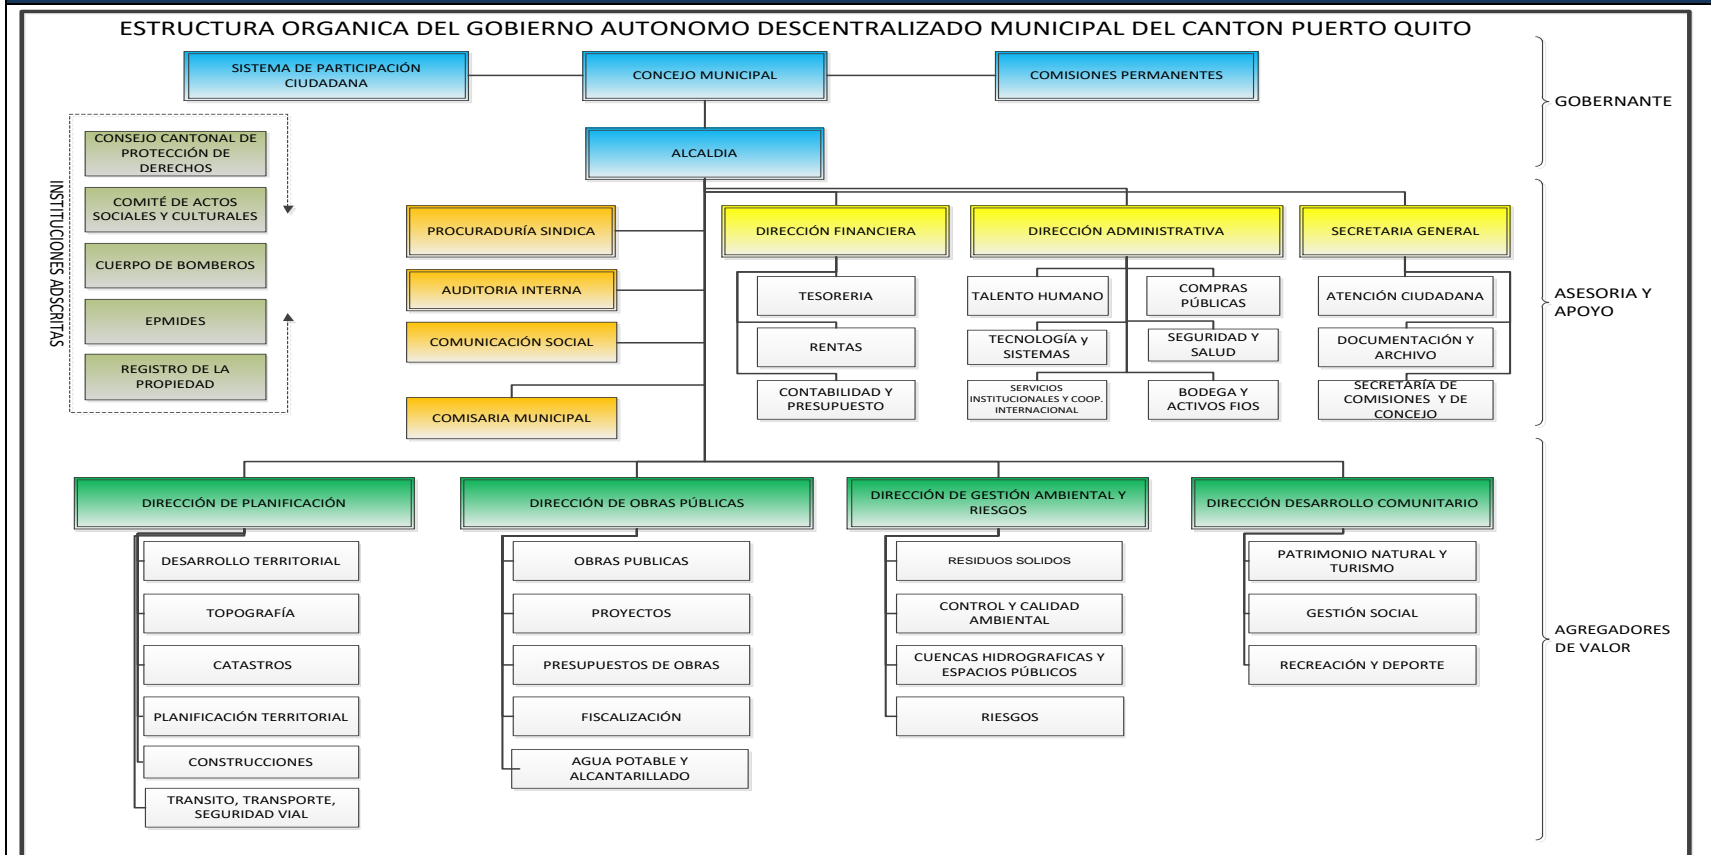 ESTRUCTURA ORGANICA DEL GOBIERNO AUTONOMO DESCENTRALIZADO MUNICIPAL DEL CANTON PUERTO QUITO
SISTEMA DE PARTICIPACIÓN
CIUDADANA
CONCEJO MUNICIPAL
COMISIONES PERMANENTES
GOBERNANTE
ALCALDIA
INSTITUCIONES ADSCRITAS
CONSEJO CANTONAL DE
PROTECCIÓN DE
DERECHOS
COMITÉ DE ACTOS
SOCIALES Y CULTURALES
CUERPO DE BOMBEROS
EPMIDES
REGISTRO DE LA
PROPIEDAD
PROCURADURÍA SINDICA
AUDITORIA INTERNA
COMUNICACIÓN SOCIAL
COMISARIA MUNICIPAL
DIRECCIÓN FINANCIERA
TESORERIA
RENTAS
CONTABILIDAD Y
PRESUPUESTO
DIRECCIÓN ADMINISTRATIVA
TALENTO HUMANO
TECNOLOGÍA y
SISTEMAS
SERVICIOS
INSTITUCIONALES Y COOP.
INTERNACIONAL
COMPRAS
PÚBLICAS
SEGURIDAD Y
SALUD
BODEGA Y
ACTIVOS FIOS
SECRETARIA GENERAL
ATENCIÓN CIUDADANA
DOCUMENTACIÓN Y
ARCHIVO
SECRETARÍA DE
COMISIONES Y DE
CONCEJO
ASESORIA Y
APOYO
DIRECCIÓN DE PLANIFICACIÓN
DESARROLLO TERRITORIAL
TOPOGRAFÍA
CATASTROS
PLANIFICACIÓN TERRITORIAL
CONSTRUCCIONES
TRANSITO, TRANSPORTE,
SEGURIDAD VIAL
DIRECCIÓN DE OBRAS PÚBLICAS
OBRAS PUBLICAS
PROYECTOS
PRESUPUESTOS DE OBRAS
FISCALIZACIÓN
AGUA POTABLE Y
ALCANTARILLADO
DIRECCIÓN DE GESTIÓN AMBIENTAL Y
RIESGOS
RESIDUOS SOLIDOS
CONTROL Y CALIDAD
AMBIENTAL
CUENCAS HIDROGRAFICAS Y
ESPACIOS PÚBLICOS
RIESGOS
DIRECCIÓN DESARROLLO COMUNITARIO
PATRIMONIO NATURAL Y
TURISMO
GESTIÓN SOCIAL
RECREACIÓN Y DEPORTE
AGREGADORES
DE VALOR